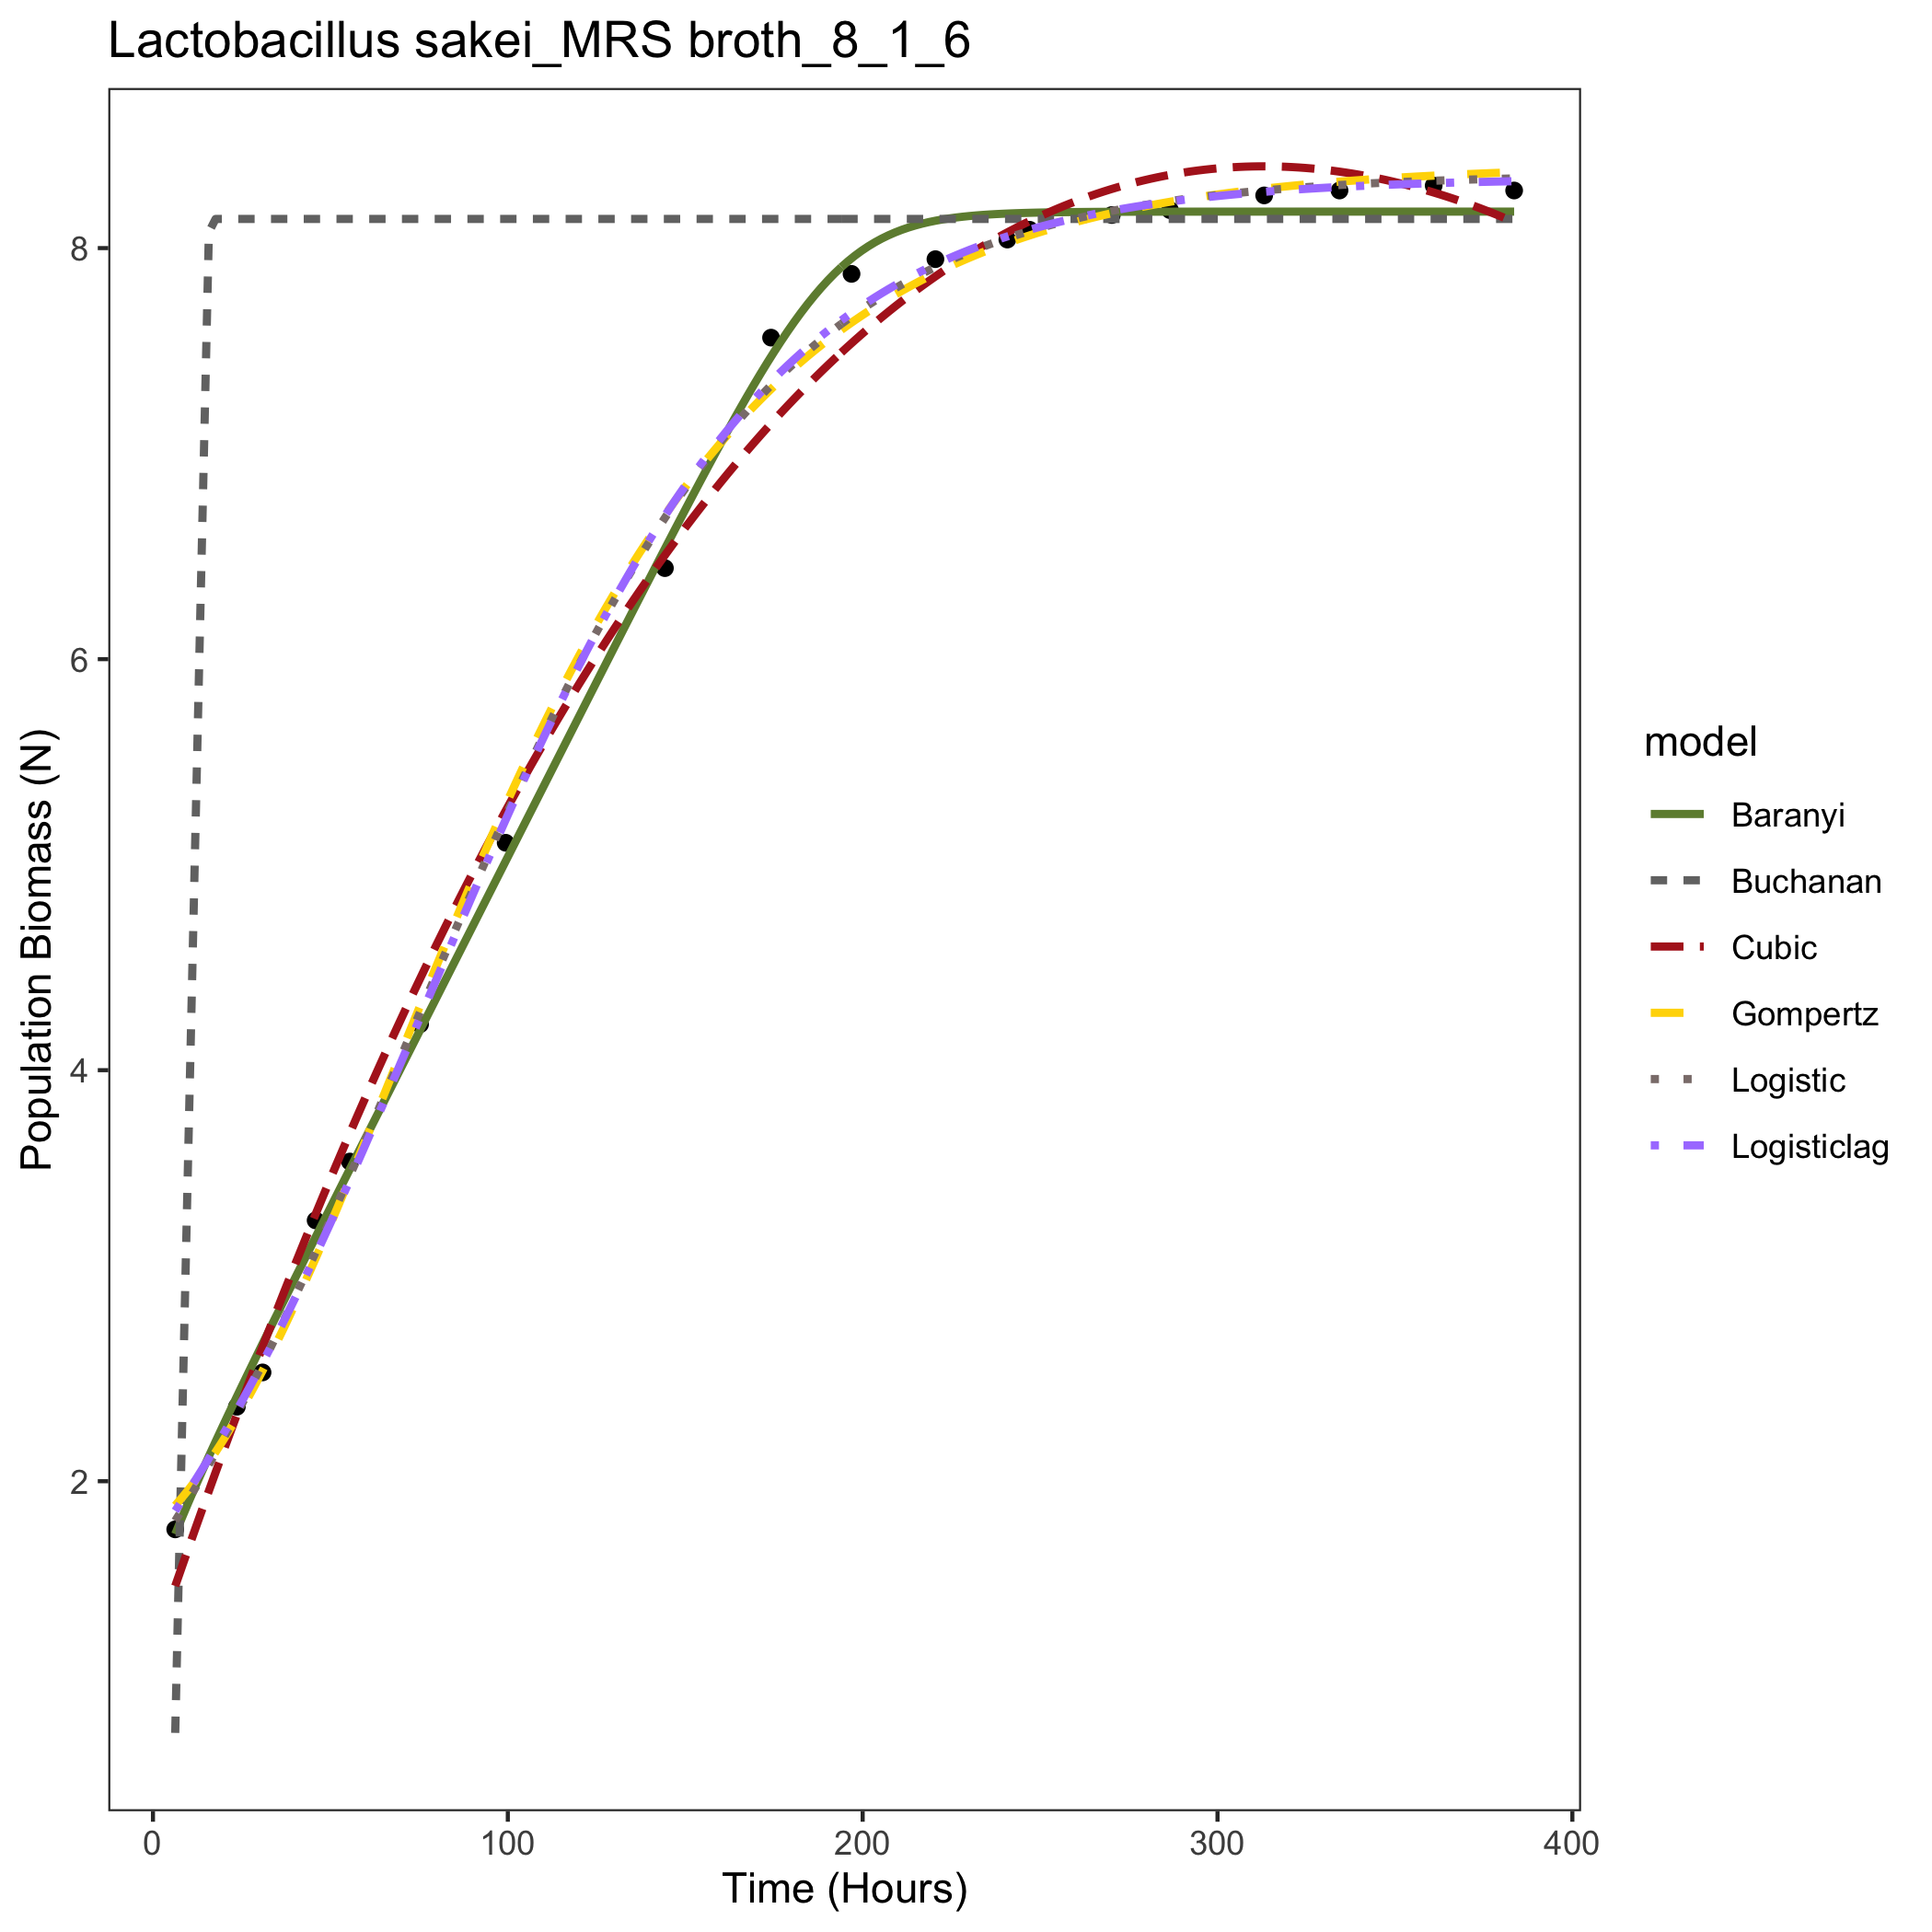 Lactobacillus sakei_MRS broth_8_1_6
Population Biomass (N)
8
6
4
2
0 100 200 300 400
Time (Hours)
model
Baranyi
Buchanan
Cubic
Gompertz
Logistic
Logisticlag